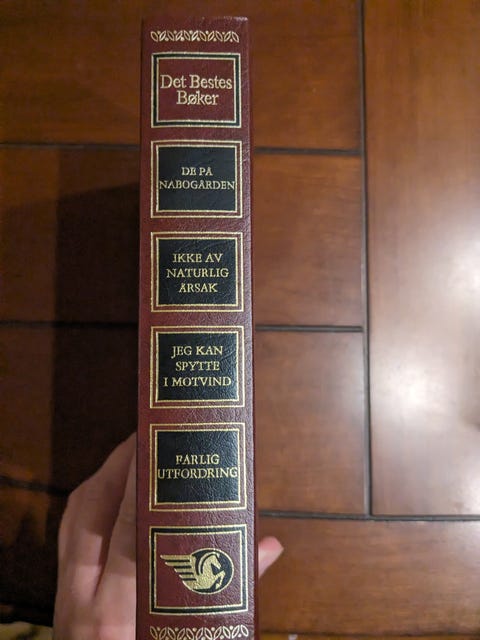 Det Bestes
Bøker
DE PÅ
NABOGÅRDEN
IKKE AV
NATURLIG
ÅRSAK
JEG KAN
SPYTTE
I MOTVIND
FARLIG
UTFORDRING